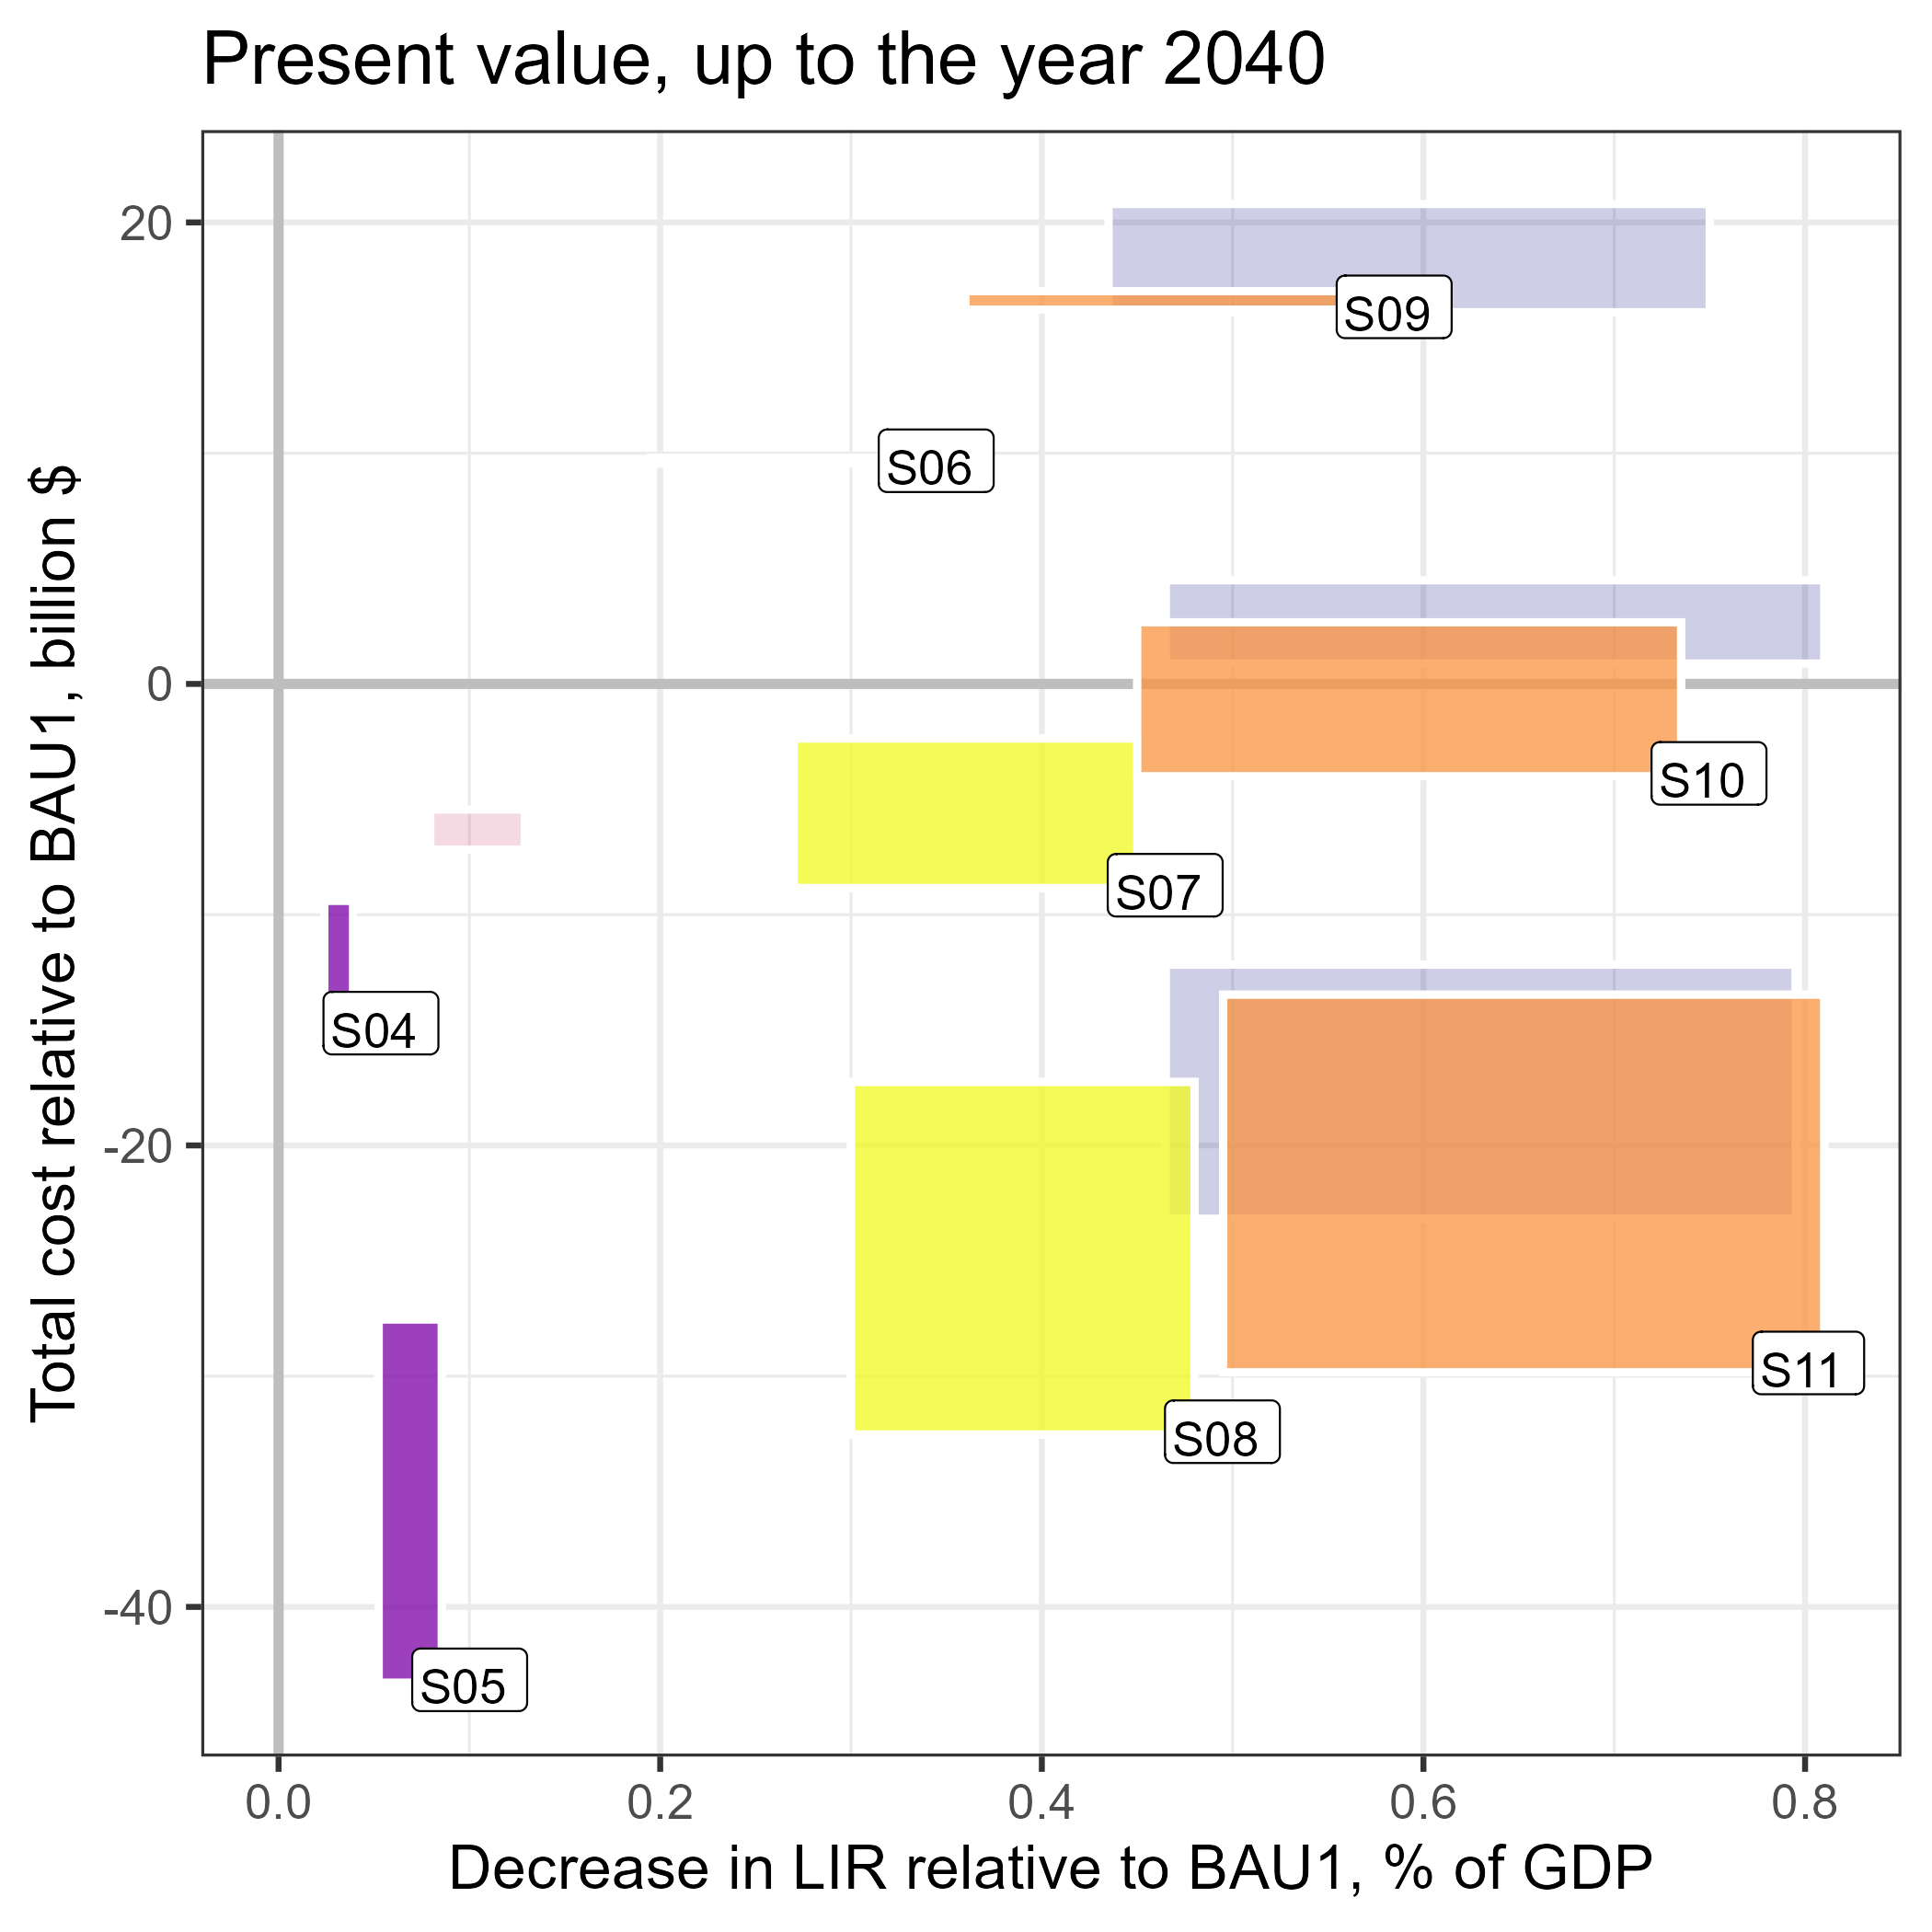 Present value, up to the year 2040
Total cost relative to BAU1, billion $
20
0
-20
-40
S09
S06
S10
S07
S04
S11
S08
S05
0.0 0.2 0.4 0.6 0.8
Decrease in LIR relative to BAU1, % of GDP